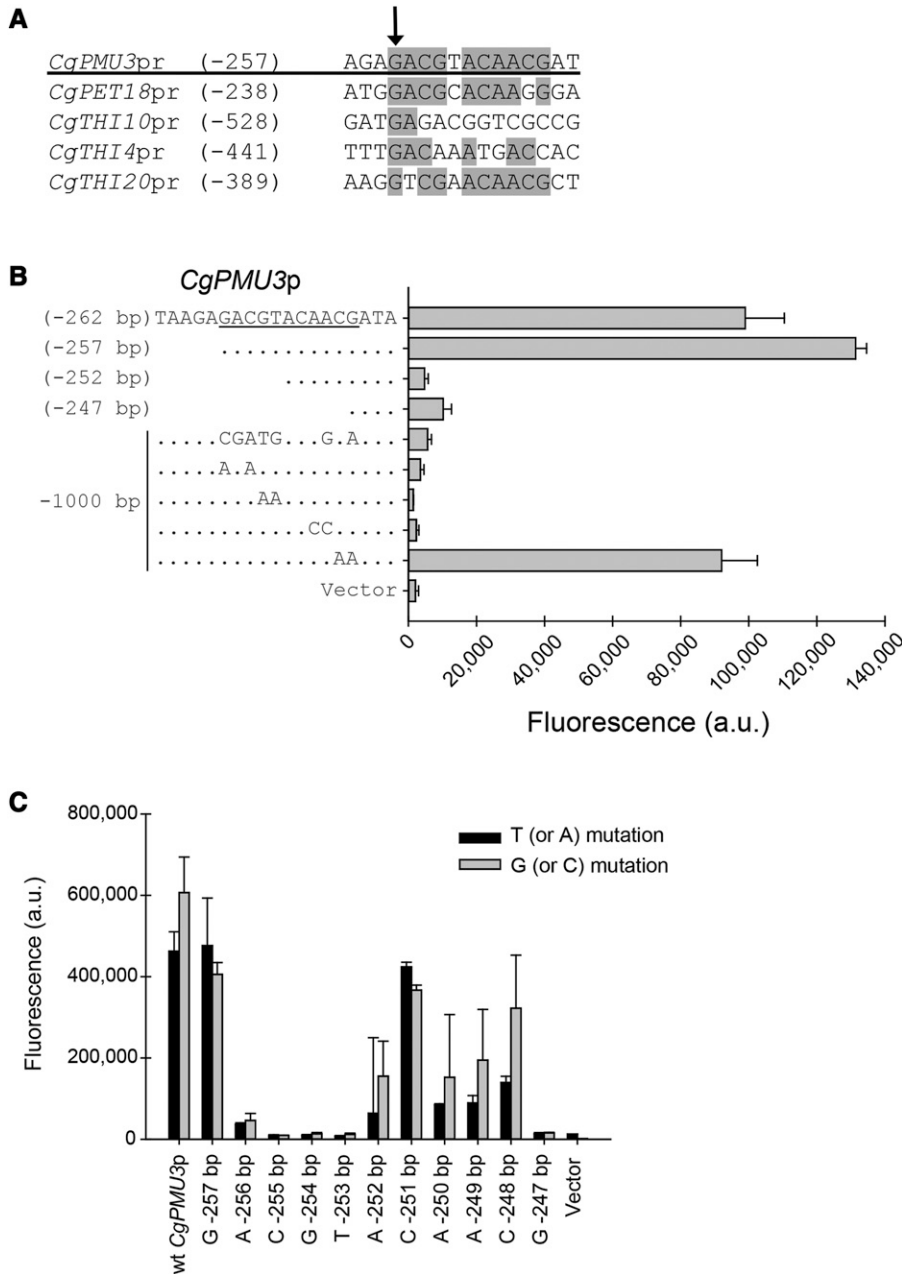 A
CgPMU3pr (-257) AGAGACGTACAACGAT
CgPET18pr (-238) ATGGACGCACAAGGGA
CgTHI10pr (-528) GATGAGACGGTCGCCG
CgTHI4pr (-441) TTTGACAAATGACCAC
CgTHI20pr (-389) AAGGTCGAACAACGCT
B
CgPMU3p
(-262 bp) TAAGAGACGTACAACGATA
(-257 bp) ..............
(-252 bp) .........
(-247 bp) ....
.....CGATG...G.A...
.....A.A...........
-1000 bp
........AA.........
............CC.....
..............AA...
Vector
0
20,000
40,000
60,000
80,000
100,000
120,000
140,000
Fluorescence (a.u.)
C
800,000
600,000
400,000
200,000
0
Fluorescence (a.u.)
T (or A) mutation
G (or C) mutation
wt CgPMU3p
G -257 bp
A -256 bp
C -255 bp
G -254 bp
T -253 bp
A -252 bp
C -251 bp
A -250 bp
A -249 bp
C -248 bp
G -247 bp
Vector